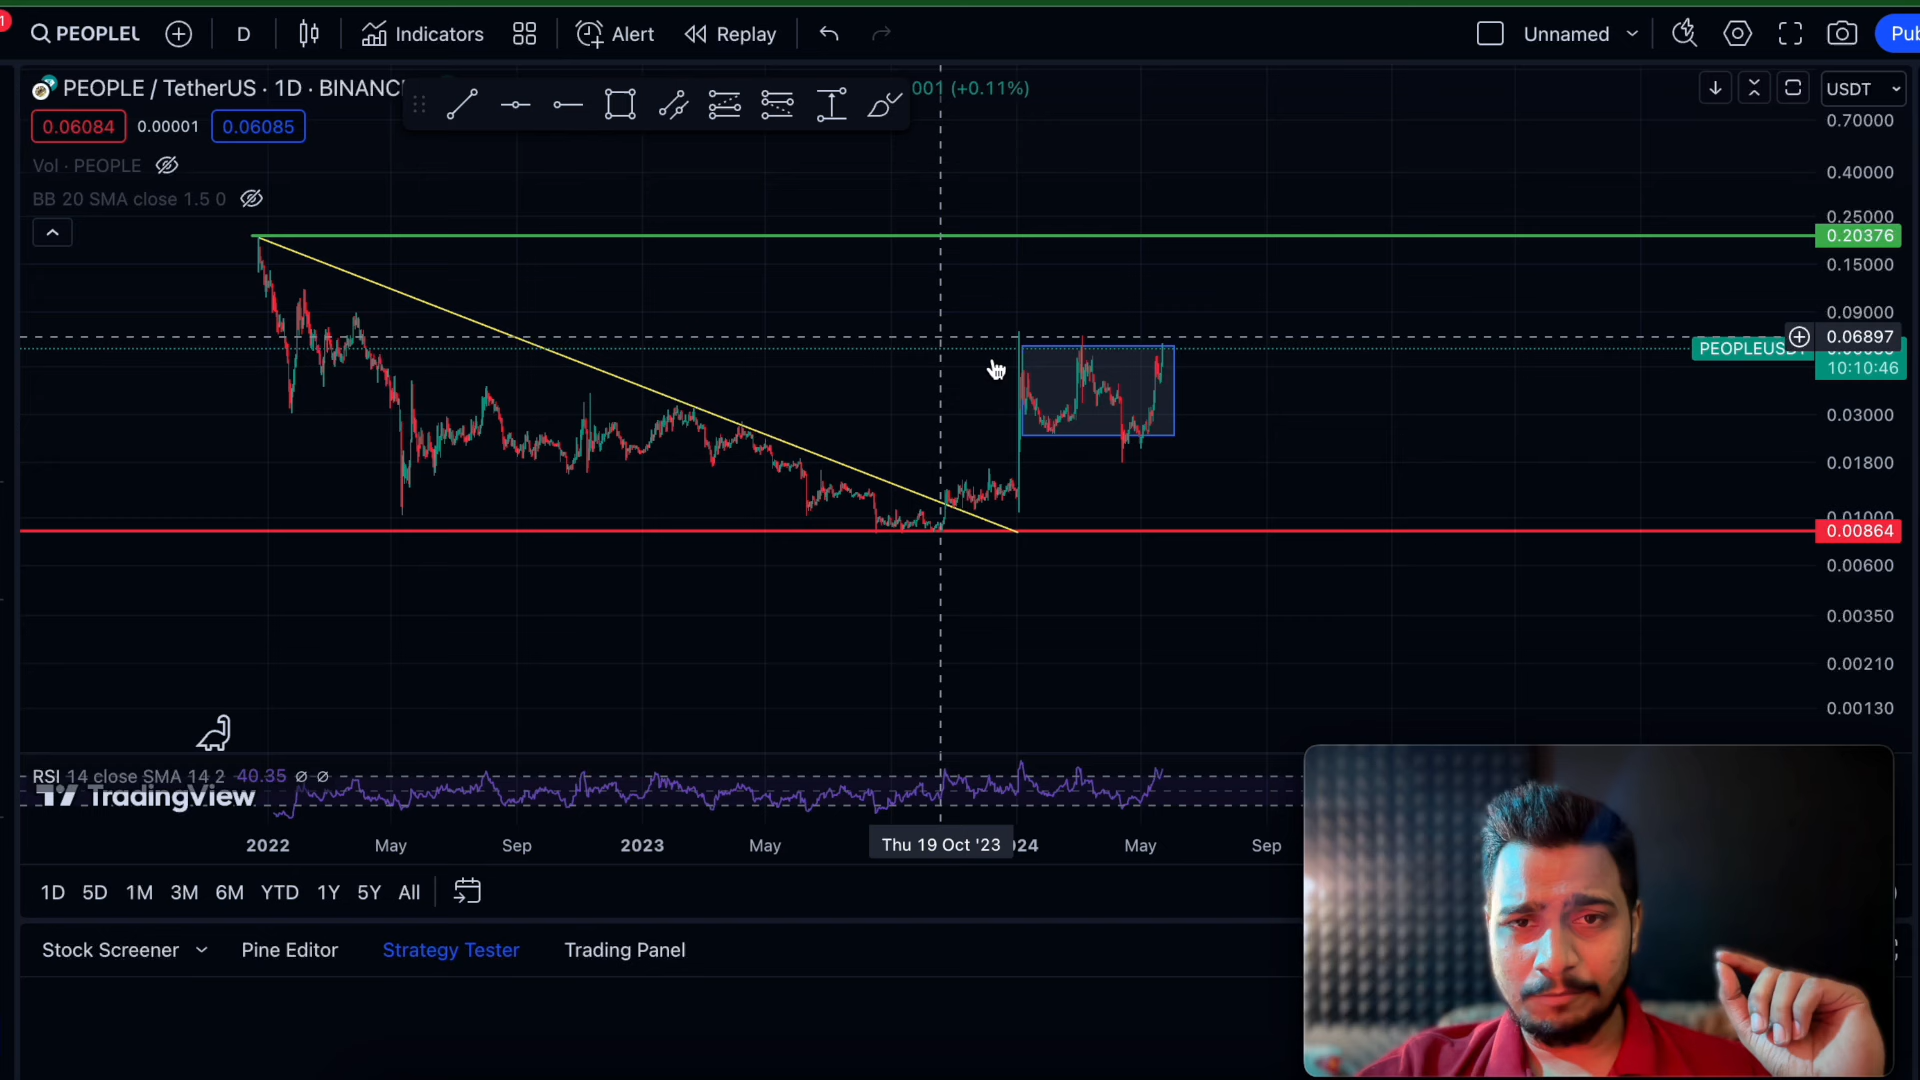 PEOPLEU
D
Indicators
Alert
Replay
Unnamed
Pub
PEOPLE / TetherUS · 1D · BINANC
001 (+0.11%)
USDT
0.06084
0.00001
0.06085
Vol · PEOPLE
BB 20 SMA close 1.5 0
0.70000
0.40000
0.25000
0.20376
0.15000
0.09000
0.06897
PEOPLEUSDT
10:10:46
0.03000
0.01800
0.01000
0.00864
0.00600
0.00350
0.00210
0.00130
RSI 14 close SMA 14 2 40.35 ∅ ∅
TradingView
2022
May
Sep
2023
May
Thu 19 Oct '23
024
May
Sep
1D 5D 1M 3M 6M YTD 1Y 5Y All
Stock Screener
Pine Editor
Strategy Tester
Trading Panel